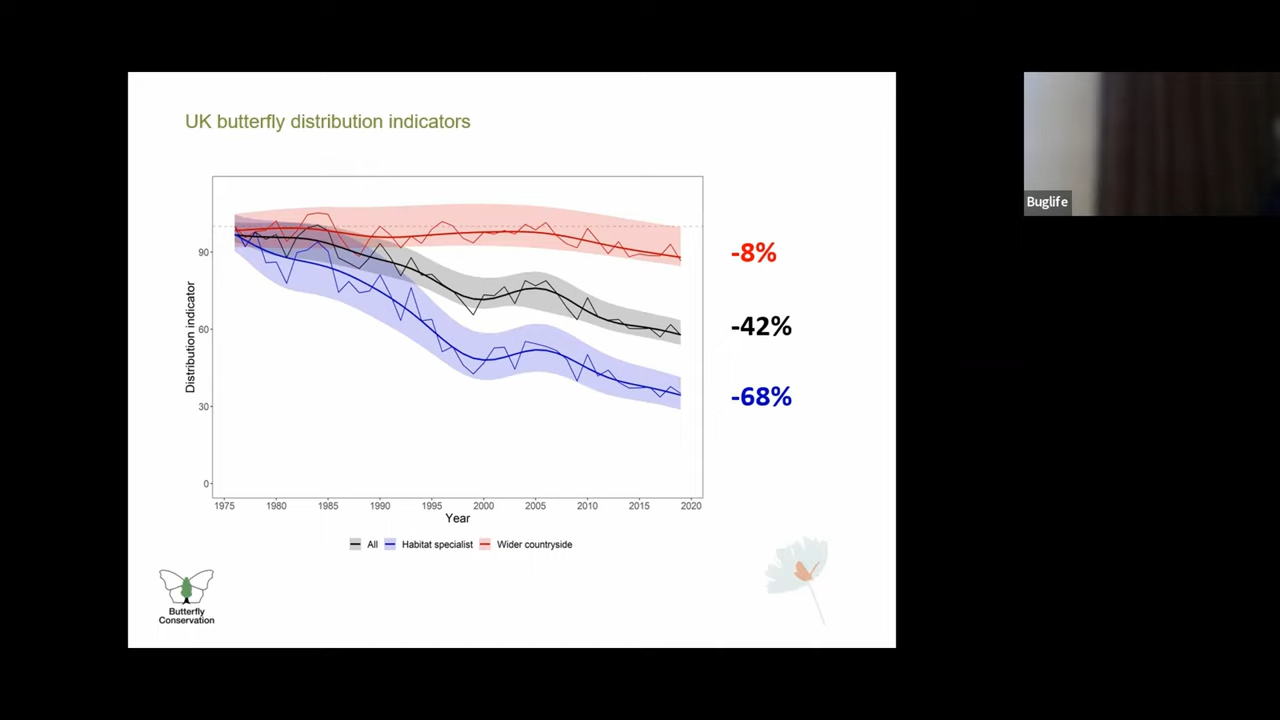 UK butterfly distribution indicators
Buglife
Distribution indicator
90
60
30
0
-8%
-42%
-68%
1975 1980 1985 1990 1995 2000 2005 2010 2015 2020
Year
All Habitat specialist Wider countryside
Butterfly
Conservation